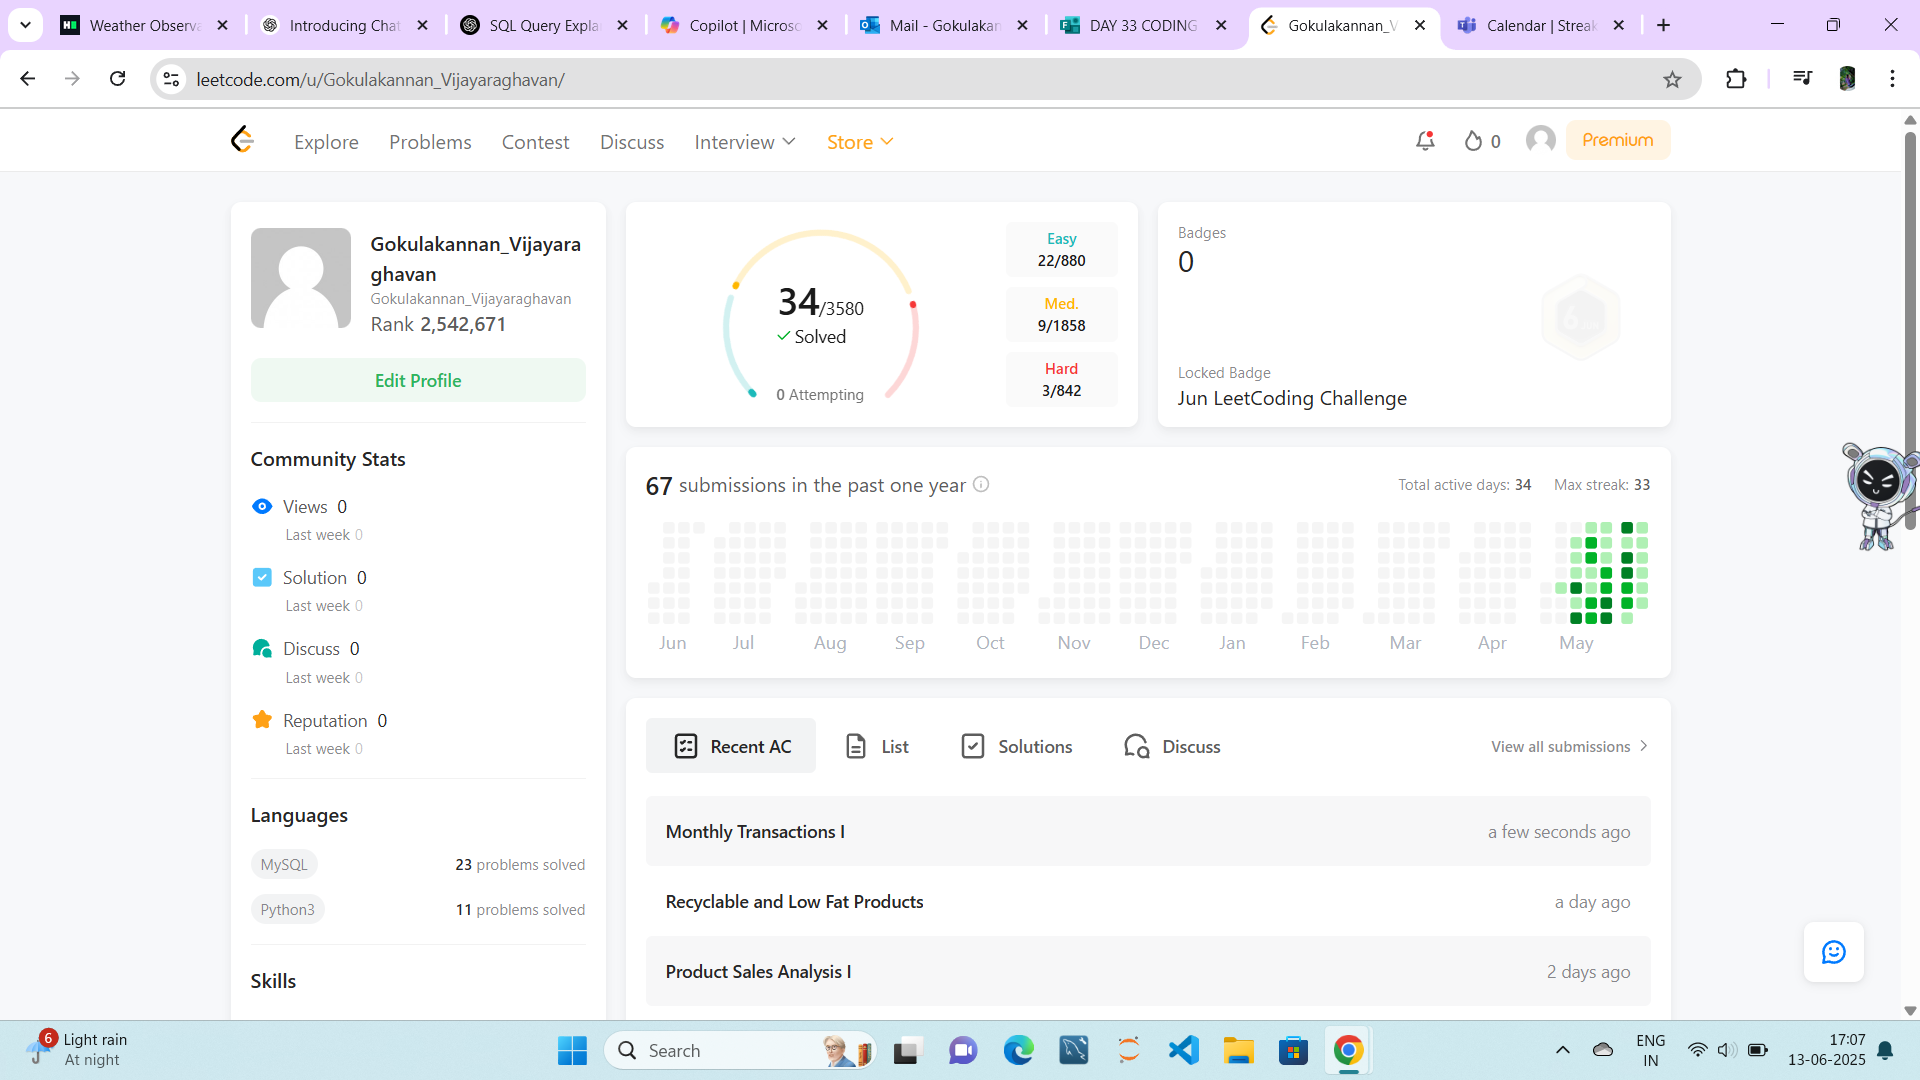 Weather Observa
Introducing Chat
SQL Query Expla
Copilot | Microso
Mail - Gokulakan
DAY 33 CODING
Gokulakannan_V
Calendar | Streak
leetcode.com/u/Gokulakannan_Vijayaraghavan/
Explore
Problems
Contest
Discuss
Interview
Store
0
Premium
Gokulakannan_Vijayara
ghavan
Gokulakannan_Vijayaraghavan
Rank 2,542,671
Edit Profile
Community Stats
Views 0
Last week 0
Solution 0
Last week 0
Discuss 0
Last week 0
Reputation 0
Last week 0
Languages
MySQL 23 problems solved
Python3 11 problems solved
Skills
34/3580
Solved
0 Attempting
Easy
22/880
Med.
9/1858
Hard
3/842
Badges
0
Locked Badge
Jun LeetCoding Challenge
67 submissions in the past one year
Total active days: 34 Max streak: 33
Jun Jul Aug Sep Oct Nov Dec Jan Feb Mar Apr May
Recent AC
List
Solutions
Discuss
View all submissions
Monthly Transactions I a few seconds ago
Recyclable and Low Fat Products a day ago
Product Sales Analysis I 2 days ago
6
Light rain
At night
Search
ENG
IN
17:07
13-06-2025